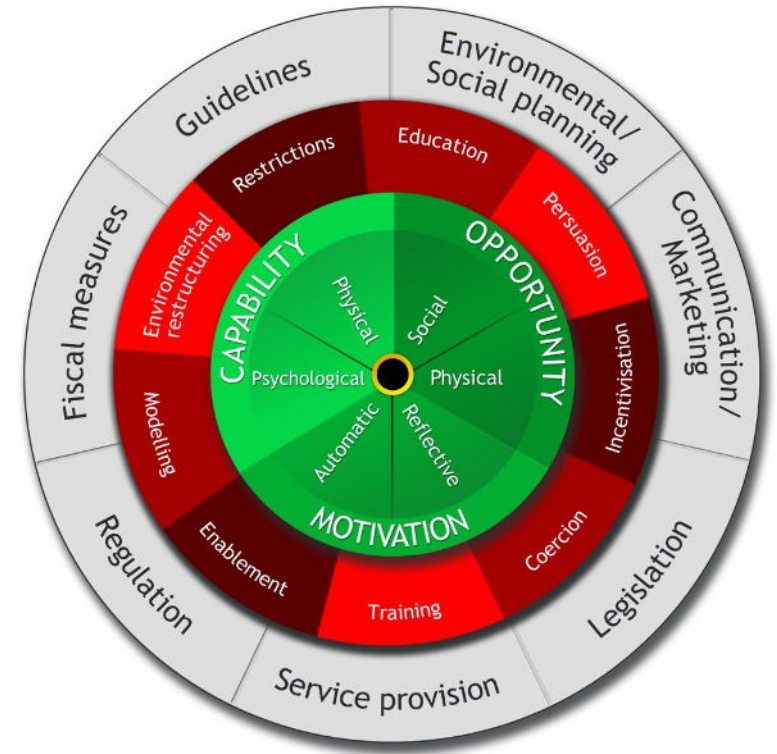 Environmental/
Social planning
Communication/
Marketing
Legislation
Service provision
Regulation
Fiscal measures
Guidelines
Education
Persuasion
Incentivisation
Coercion
Training
Enablement
Modelling
Environmental
restructuring
Restrictions
CAPABILITY
OPPORTUNITY
MOTIVATION
Physical
Social
Psychological
Physical
Automatic
Reflective